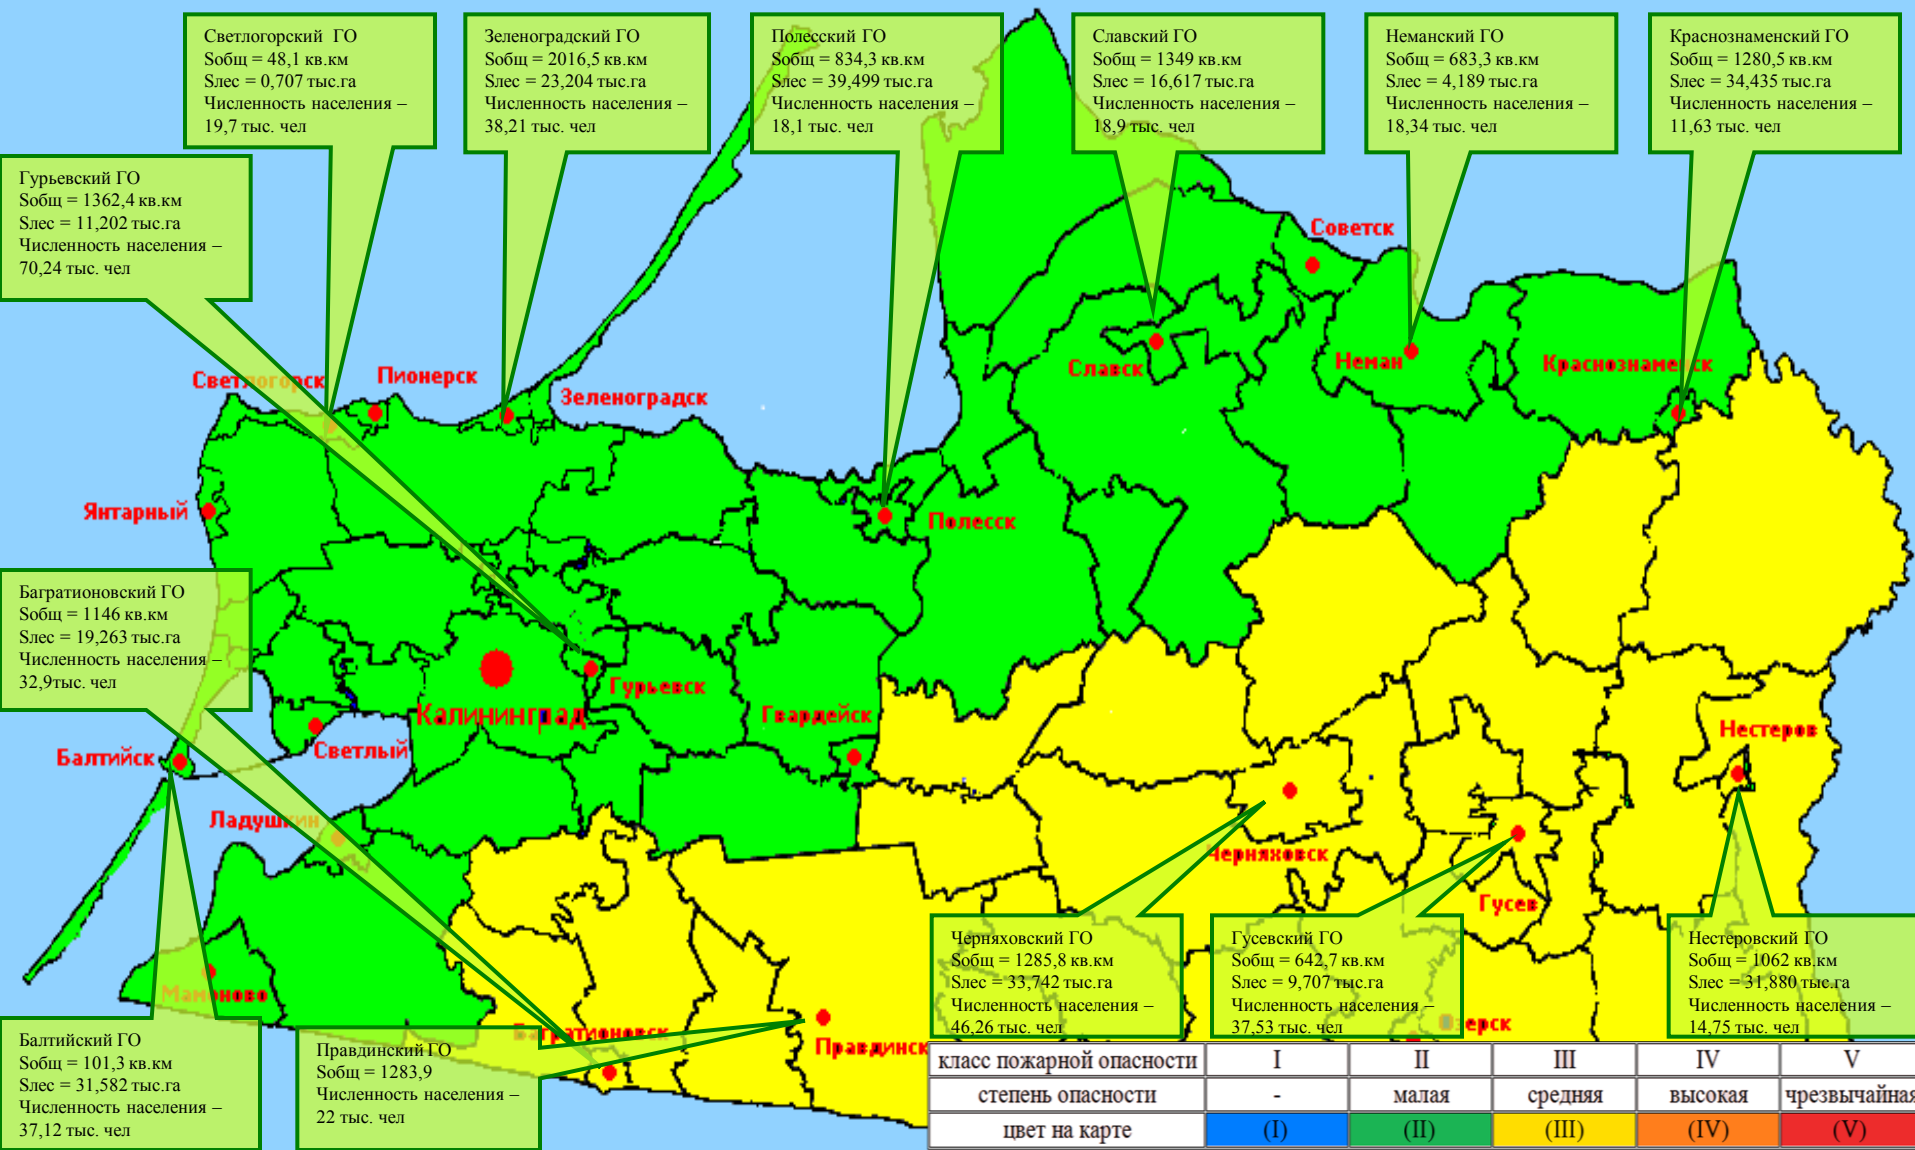 Светлогорский ГО
Sобщ = 48,1 кв.км
Sлес = 0,707 тыс.га
Численность населения –
19,7 тыс. чел
Зеленоградский ГО
Sобщ = 2016,5 кв.км
Sлес = 23,204 тыс.га
Численность населения –
38,21 тыс. чел
Полесский ГО
Sобщ = 834,3 кв.км
Sлес = 39,499 тыс.га
Численность населения –
18,1 тыс. чел
Славский ГО
Sобщ = 1349 кв.км
Sлес = 16,617 тыс.га
Численность населения –
18,9 тыс. чел
Неманский ГО
Sобщ = 683,3 кв.км
Sлес = 4,189 тыс.га
Численность населения –
18,34 тыс. чел
Краснознаменский ГО
Sобщ = 1280,5 кв.км
Sлес = 34,435 тыс.га
Численность населения –
11,63 тыс. чел
Гурьевский ГО
Sобщ = 1362,4 кв.км
Sлес = 11,202 тыс.га
Численность населения –
70,24 тыс. чел
Советск
Светлогорск
Пионерск
Зеленоградск
Славск
Неман
Краснознаменск
Янтарный
Полесск
Багратионовский ГО
Sобщ = 1146 кв.км
Sлес = 19,263 тыс.га
Численность населения –
32,9тыс. чел
Гурьевск
Калининград
Гвардейск
Нестеров
Балтийск
Светлый
Ладушкин
Черняховск
Гусев
Мамоново
Черняховский ГО
Sобщ = 1285,8 кв.км
Sлес = 33,742 тыс.га
Численность населения –
46,26 тыс. чел
Гусевский ГО
Sобщ = 642,7 кв.км
Sлес = 9,707 тыс.га
Численность населения –
37,53 тыс. чел
Нестеровский ГО
Sобщ = 1062 кв.км
Sлес = 31,880 тыс.га
Численность населения –
14,75 тыс. чел
Балтийский ГО
Sобщ = 101,3 кв.км
Sлес = 31,582 тыс.га
Численность населения –
37,12 тыс. чел
Правдинский ГО
Sобщ = 1283,9
Численность населения –
22 тыс. чел
Багратионовск
Правдинск
зерск
класс пожарной опасности I II III IV V
степень опасности - малая средняя высокая чрезвычайная
цвет на карте (I) (II) (III) (IV) (V)